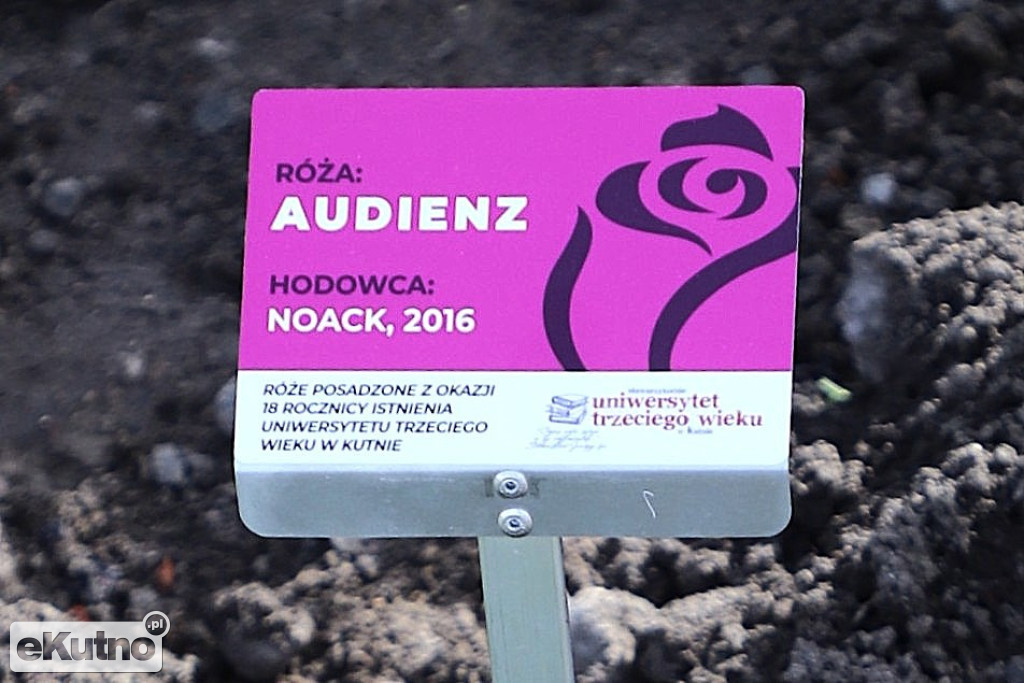 RÓŻA:
AUDIENZ
HODOWCA:
NOACK, 2016
RÓŻE POSADZONE Z OKAZJI
18 ROCZNICY ISTNIENIA
UNIWERSYTETU TRZECIEGO
WIEKU W KUTNIE
uniwersytet
trzeciego wieku
w Kutnie
eKutno.pl